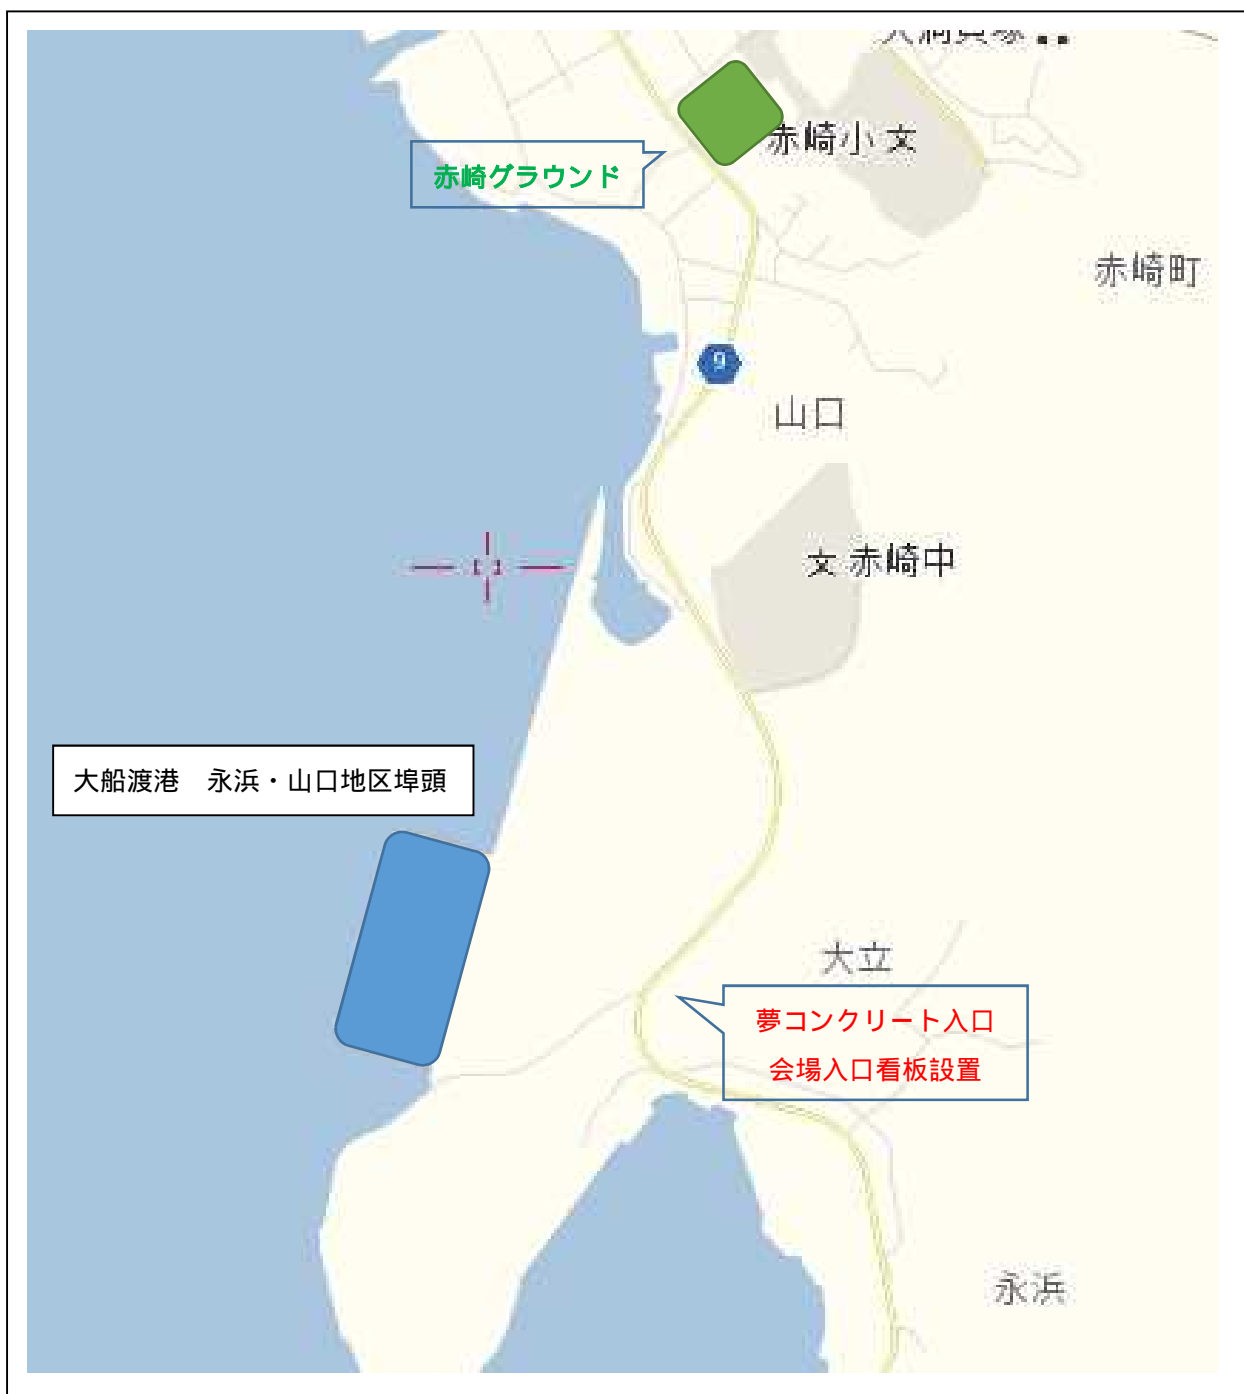 赤崎小
赤崎グラウンド
赤崎町
9
山口
赤崎中
大船渡港　永浜・山口地区埠頭
大立
夢コンクリート入口
会場入口看板設置
永浜